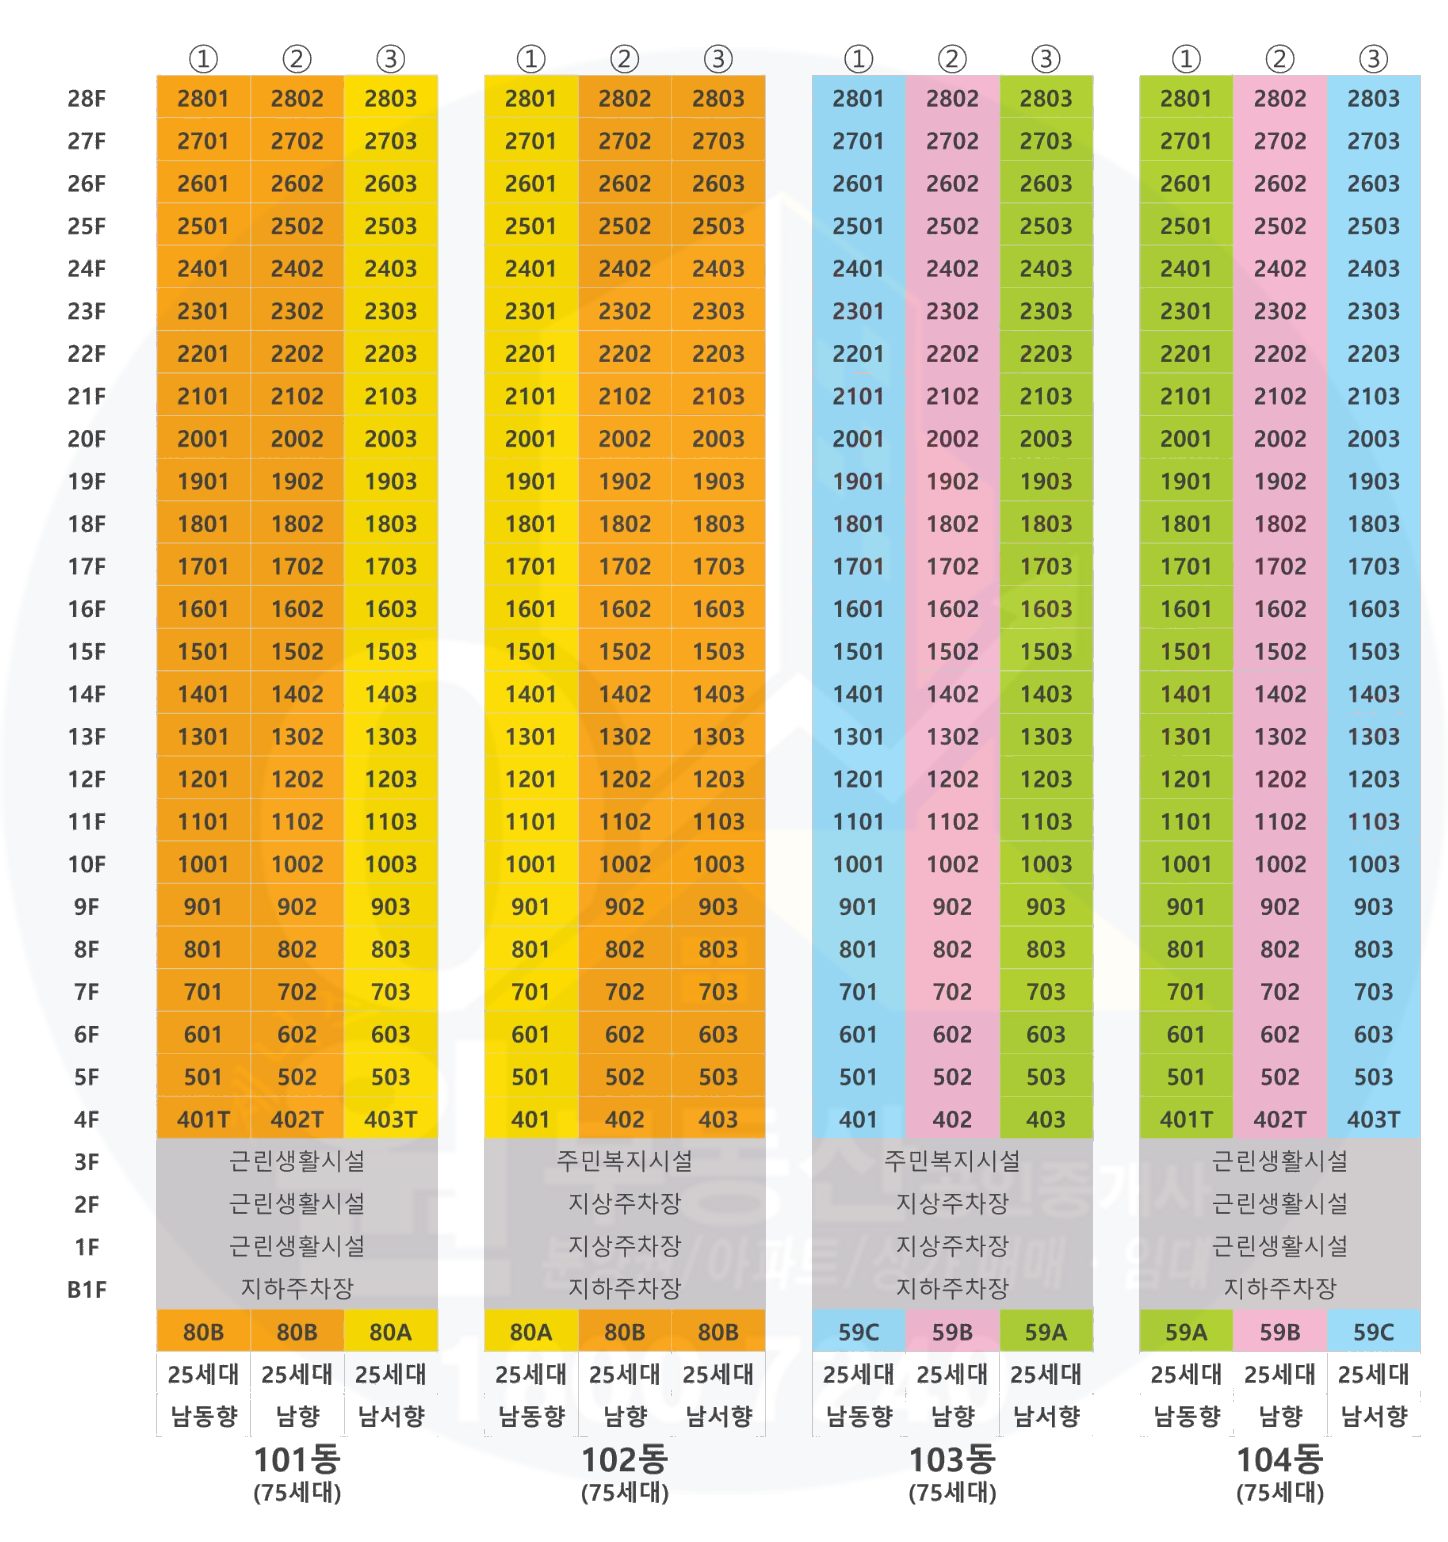 ① ② ③ ① ② ③ ① ② ③ ① ② ③
28F 2801 2802 2803 2801 2802 2803 2801 2802 2803 2801 2802 2803
27F 2701 2702 2703 2701 2702 2703 2701 2702 2703 2701 2702 2703
26F 2601 2602 2603 2601 2602 2603 2601 2602 2603 2601 2602 2603
25F 2501 2502 2503 2501 2502 2503 2501 2502 2503 2501 2502 2503
24F 2401 2402 2403 2401 2402 2403 2401 2402 2403 2401 2402 2403
23F 2301 2302 2303 2301 2302 2303 2301 2302 2303 2301 2302 2303
22F 2201 2202 2203 2201 2202 2203 2201 2202 2203 2201 2202 2203
21F 2101 2102 2103 2101 2102 2103 2101 2102 2103 2101 2102 2103
20F 2001 2002 2003 2001 2002 2003 2001 2002 2003 2001 2002 2003
19F 1901 1902 1903 1901 1902 1903 1901 1902 1903 1901 1902 1903
18F 1801 1802 1803 1801 1802 1803 1801 1802 1803 1801 1802 1803
17F 1701 1702 1703 1701 1702 1703 1701 1702 1703 1701 1702 1703
16F 1601 1602 1603 1601 1602 1603 1601 1602 1603 1601 1602 1603
15F 1501 1502 1503 1501 1502 1503 1501 1502 1503 1501 1502 1503
14F 1401 1402 1403 1401 1402 1403 1401 1402 1403 1401 1402 1403
13F 1301 1302 1303 1301 1302 1303 1301 1302 1303 1301 1302 1303
12F 1201 1202 1203 1201 1202 1203 1201 1202 1203 1201 1202 1203
11F 1101 1102 1103 1101 1102 1103 1101 1102 1103 1101 1102 1103
10F 1001 1002 1003 1001 1002 1003 1001 1002 1003 1001 1002 1003
9F 901 902 903 901 902 903 901 902 903 901 902 903
8F 801 802 803 801 802 803 801 802 803 801 802 803
7F 701 702 703 701 702 703 701 702 703 701 702 703
6F 601 602 603 601 602 603 601 602 603 601 602 603
5F 501 502 503 501 502 503 501 502 503 501 502 503
4F 401T 402T 403T 401 402 403 401 402 403 401T 402T 403T
3F 근린생활시설 주민복지시설 주민복지시설 근린생활시설
2F 근린생활시설 지상주차장 지상주차장 근린생활시설
1F 근린생활시설 지상주차장 지상주차장 근린생활시설
B1F 지하주차장 지하주차장 지하주차장 지하주차장
80B 80B 80A 80A 80B 80B 59C 59B 59A 59A 59B 59C
25세대 25세대 25세대 25세대 25세대 25세대 25세대 25세대 25세대 25세대 25세대 25세대
남동향 남향 남서향 남동향 남향 남서향 남동향 남향 남서향 남동향 남향 남서향
101동 102동 103동 104동
(75세대) (75세대) (75세대) (75세대)